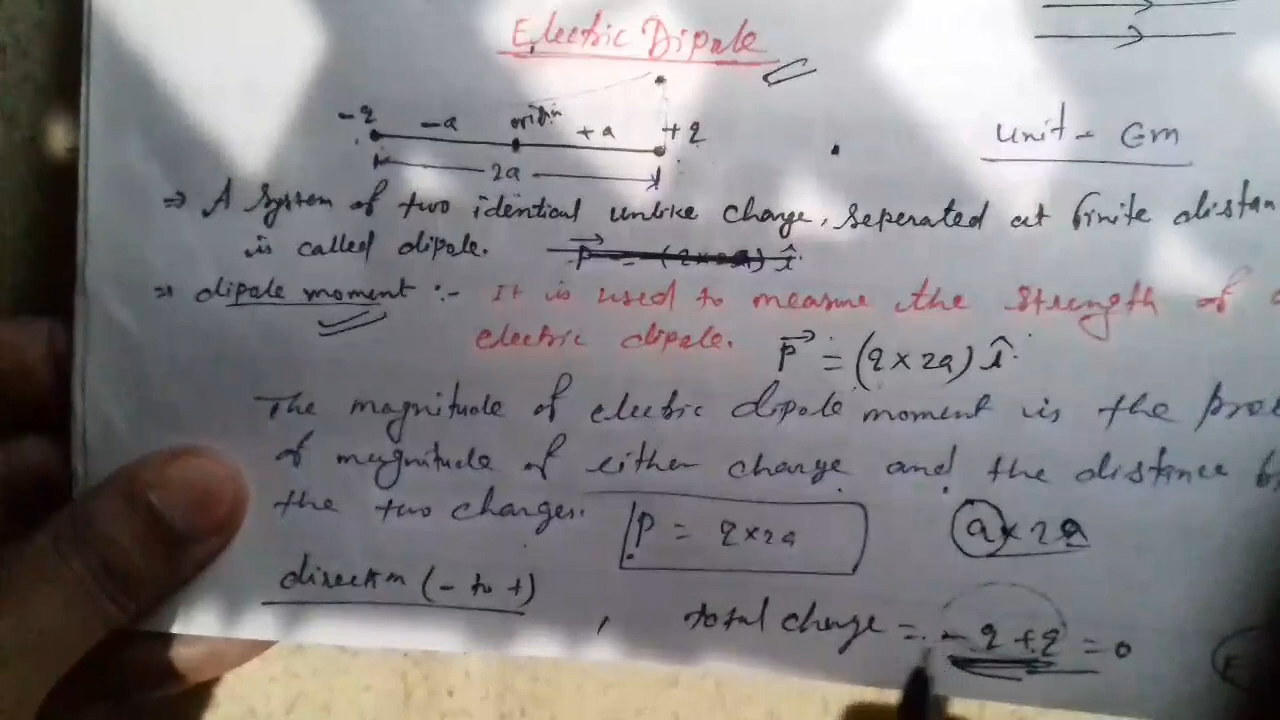 Electric Dipole
-q -a origin +a +q
2a
unit - Cm
⇒ A system of two identical unlike charge, seperated at finite distan
is called dipole.
⇒ dipole moment :- It is used to measure the strength of
electric dipole. p⃗ = (q×2a) î
The magnitude of electric dipole moment is the prod
of magnitude of either charge and the distance b
the two charges. p = q×2a q×2a
direction (- to +) , total charge = -q+q = 0